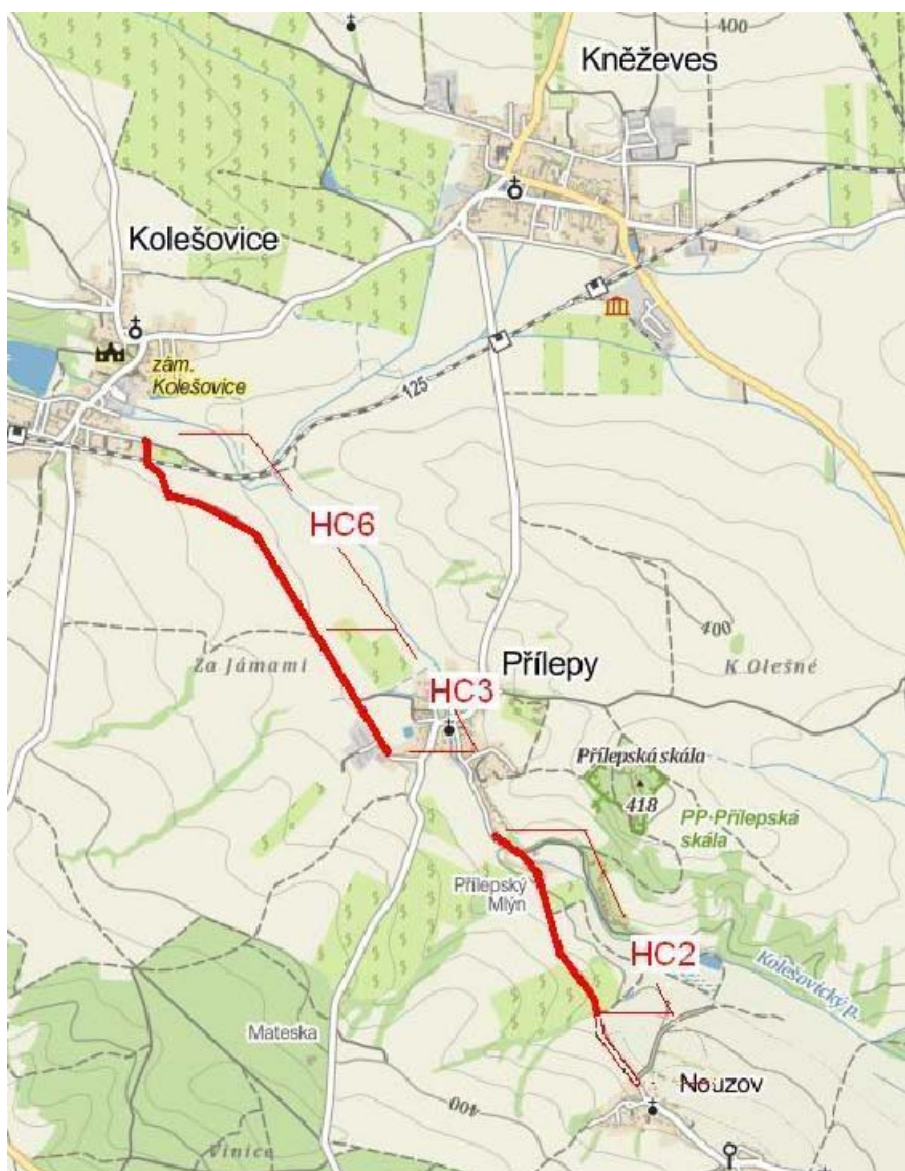 400
Kněževes
Kolešovice
zám.
Kolešovice
125
HC6
400
Za Jámami
Přílepy
K Olešné
HC3
Přílepská skála
418
PP-Přílepská
skála
Přílepský
Mlýn
HC2
Kolešovický p.
Mateska
Nouzov
400
Vinice